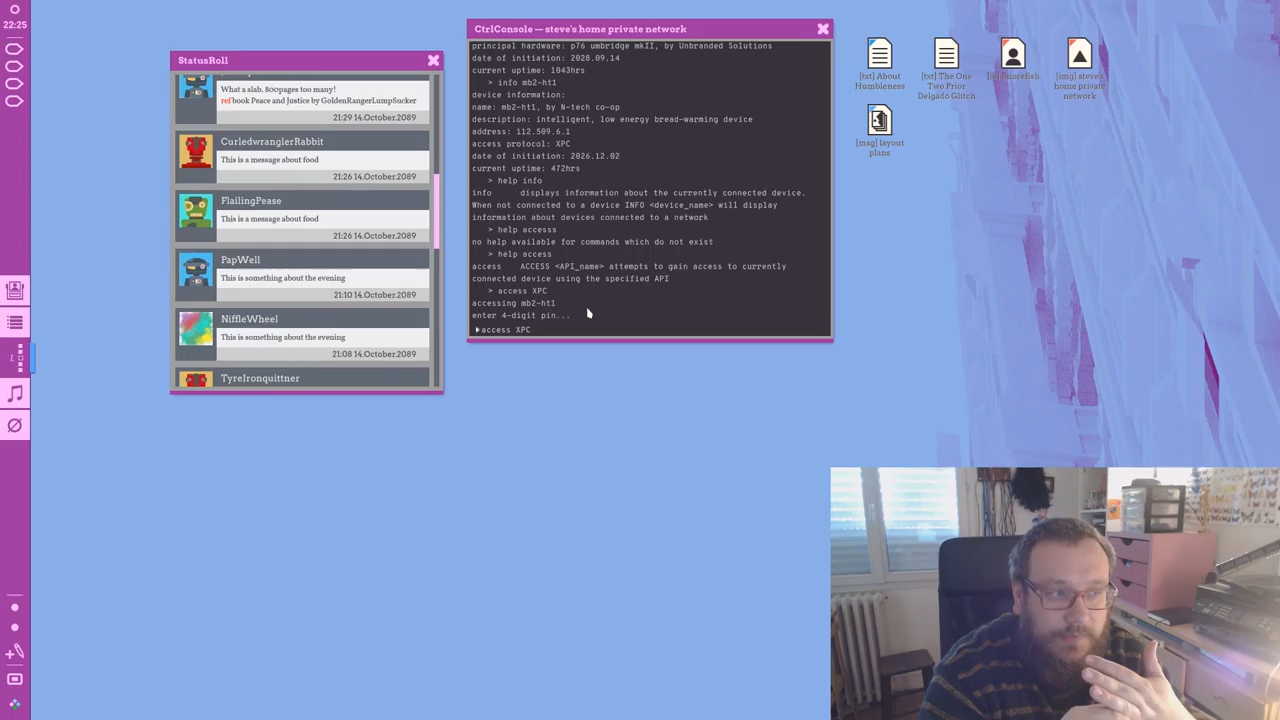 22:25
StatusRoll
What a slab. 800pages too many!
ref book Peace and Justice by GoldenRangerLumpSucker
21:29 14.October.2089
CurledwranglerRabbit
This is a message about food
21:26 14.October.2089
FlailingPease
This is a message about food
21:26 14.October.2089
PapWell
This is something about the evening
21:10 14.October.2089
NiffleWheel
This is something about the evening
21:08 14.October.2089
TyreIronquittner
CtrlConsole — steve's home private network
principal hardware: p76 umbridge mkII, by Unbranded Solutions
date of initiation: 2028.09.14
current uptime: 1043hrs
> info mb2-ht1
device information:
name: mb2-ht1, by N-tech co-op
description: intelligent, low energy bread-warming device
address: 112.509.6.1
access protocol: XPC
date of initiation: 2026.12.02
current uptime: 472hrs
> help info
info displays information about the currently connected device.
When not connected to a device INFO <device_name> will display
information about devices connected to a network
> help accesss
no help available for commands which do not exist
> help access
access ACCESS <API_name> attempts to gain access to currently
connected device using the specified API
> access XPC
accessing mb2-ht1
enter 4-digit pin...
access XPC
[txt] About
Humbleness
[txt] The One
Two Prior
Delgado Glitch
Snorefish
[img] steve's
home private
network
[msg] layout
plans